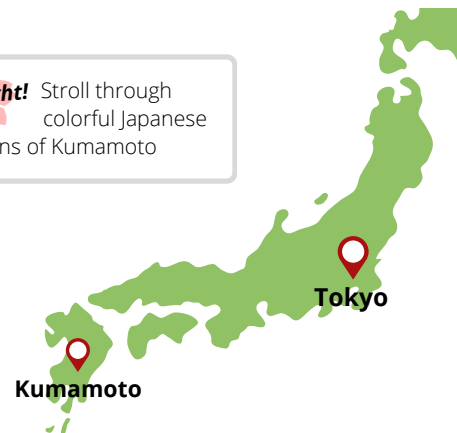 Stroll through
colorful Japanese
of Kumamoto
Tokyo
Kumamoto